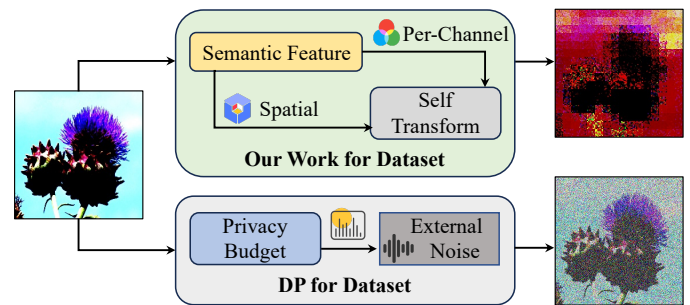 Semantic Feature
Per-Channel
Spatial
Self
Transform
Our Work for Dataset
Privacy
Budget
External
Noise
DP for Dataset